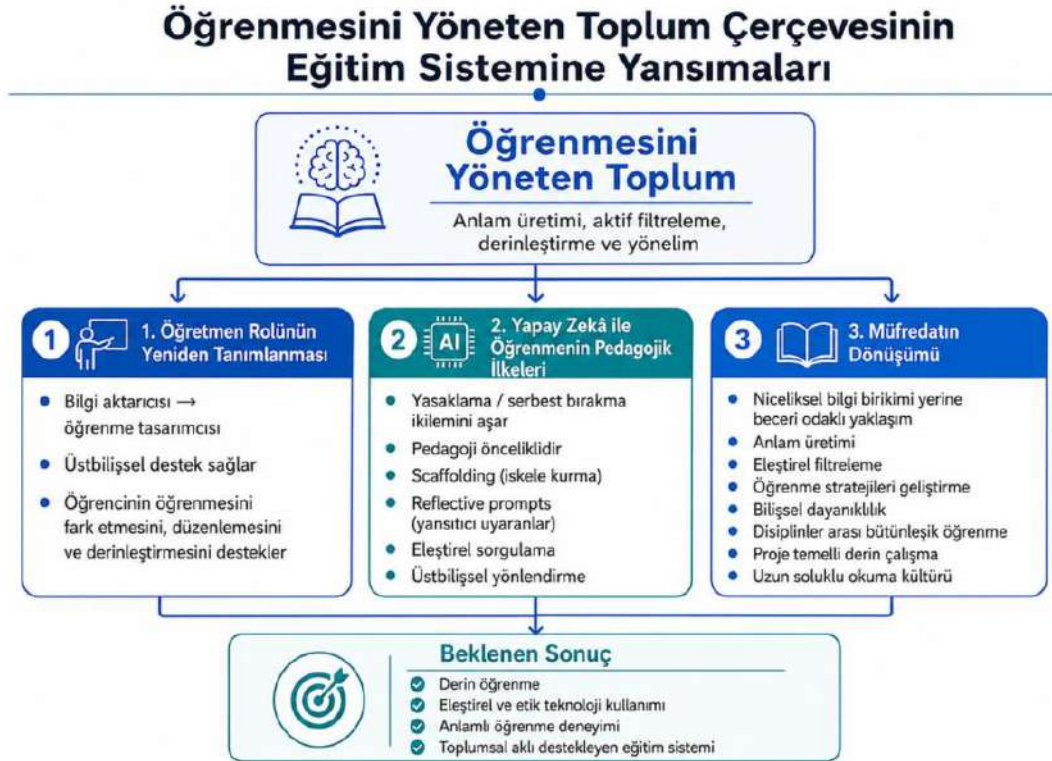 Öğrenmesini Yöneten Toplum Çerçevesinin
Eğitim Sistemine Yansımaları
Öğrenmesini
Yöneten Toplum
Anlam üretimi, aktif filtreleme,
derinleştirme ve yönelim
1
1. Öğretmen Rolünün
Yeniden Tanımlanması
Bilgi aktarıcısı →
öğrenme tasarımcısı
Üstbilişsel destek sağlar
Öğrencinin öğrenmesini
fark etmesini, düzenlemesini
ve derinleştirmesini destekler
2
AI
2. Yapay Zekâ ile
Öğrenmenin Pedagojik
İlkeleri
Yasaklama / serbest bırakma
ikilemini aşar
Pedagoji önceliklidir
Scaffolding (iskele kurma)
Reflective prompts
(yansıtıcı uyaranlar)
Eleştirel sorgulama
Üstbilişsel yönlendirme
3
3. Müfredatın
Dönüşümü
Niceliksel bilgi birikimi yerine
beceri odaklı yaklaşım
Anlam üretimi
Eleştirel filtreleme
Öğrenme stratejileri geliştirme
Bilişsel dayanıklılık
Disiplinler arası bütünleşik öğrenme
Proje temelli derin çalışma
Uzun soluklu okuma kültürü
Beklenen Sonuç
Derin öğrenme
Eleştirel ve etik teknoloji kullanımı
Anlamlı öğrenme deneyimi
Toplumsal aklı destekleyen eğitim sistemi